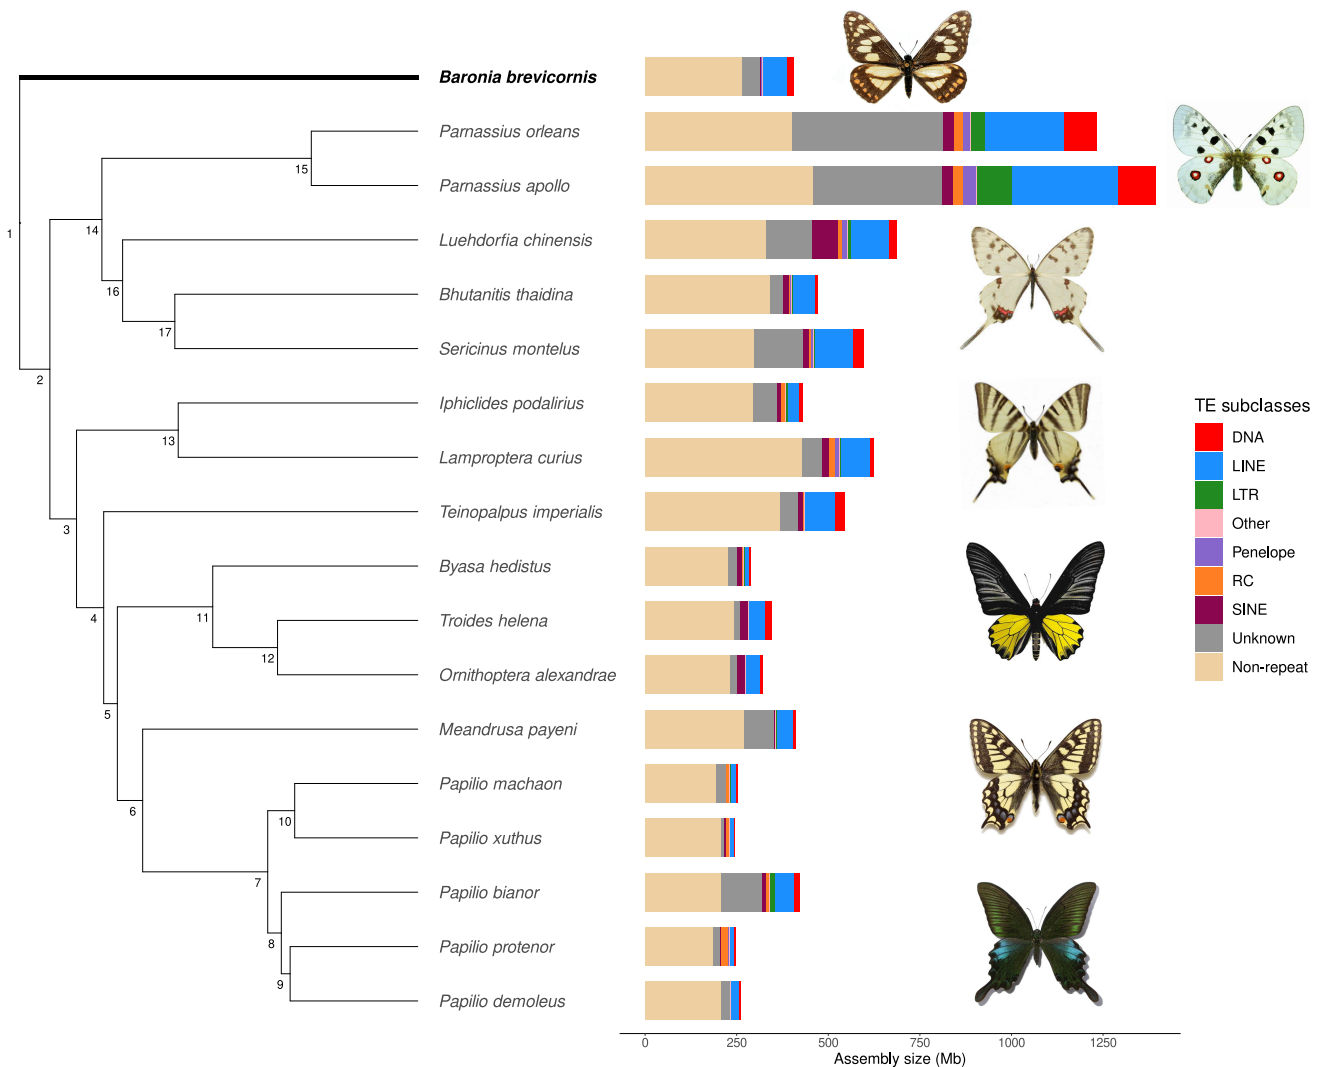 Baronia brevicornis
Parnassius orleans
15
Parnassius apollo
1
14
Luehdorfia chinensis
16
Bhutanitis thaidina
17
Sericinus montelus
2
Iphiclides podalirius
13
Lamproptera curius
Teinopalpus imperialis
3
Byasa hedistus
4
11
Troides helena
12
Ornithoptera alexandrae
5
Meandrusa payeni
Papilio machaon
6
10
Papilio xuthus
7
Papilio bianor
8
Papilio protenor
9
Papilio demoleus
TE subclasses
DNA
LINE
LTR
Other
Penelope
RC
SINE
Unknown
Non-repeat
0 250 500 750 1000 1250
Assembly size (Mb)